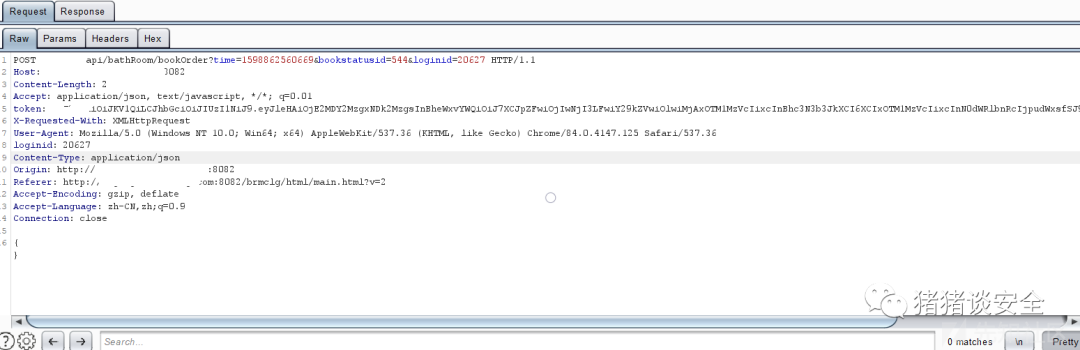 Request Response
Raw Params Headers Hex
1 POST api/bathRoom/bookOrder?time=1598862560669&bookstatusid=544&loginid=20627 HTTP/1.1
2 Host: 8082
3 Content-Length: 2
4 Accept: application/json, text/javascript, */*; q=0.01
5 token:
6 X-Requested-With: XMLHttpRequest
7 User-Agent: Mozilla/5.0 (Windows NT 10.0; Win64; x64) AppleWebKit/537.36 (KHTML, like Gecko) Chrome/84.0.4147.125 Safari/537.36
8 loginid: 20627
9 Content-Type: application/json
10 Origin: http:// :8082
11 Referer: http:/ com:8082/brmclg/html/main.html?v=2
12 Accept-Encoding: gzip, deflate
13 Accept-Language: zh-CN,zh;q=0.9
14 Connection: close
15
16 {
}
猪猪谈安全
? Search... 0 matches \n Pretty